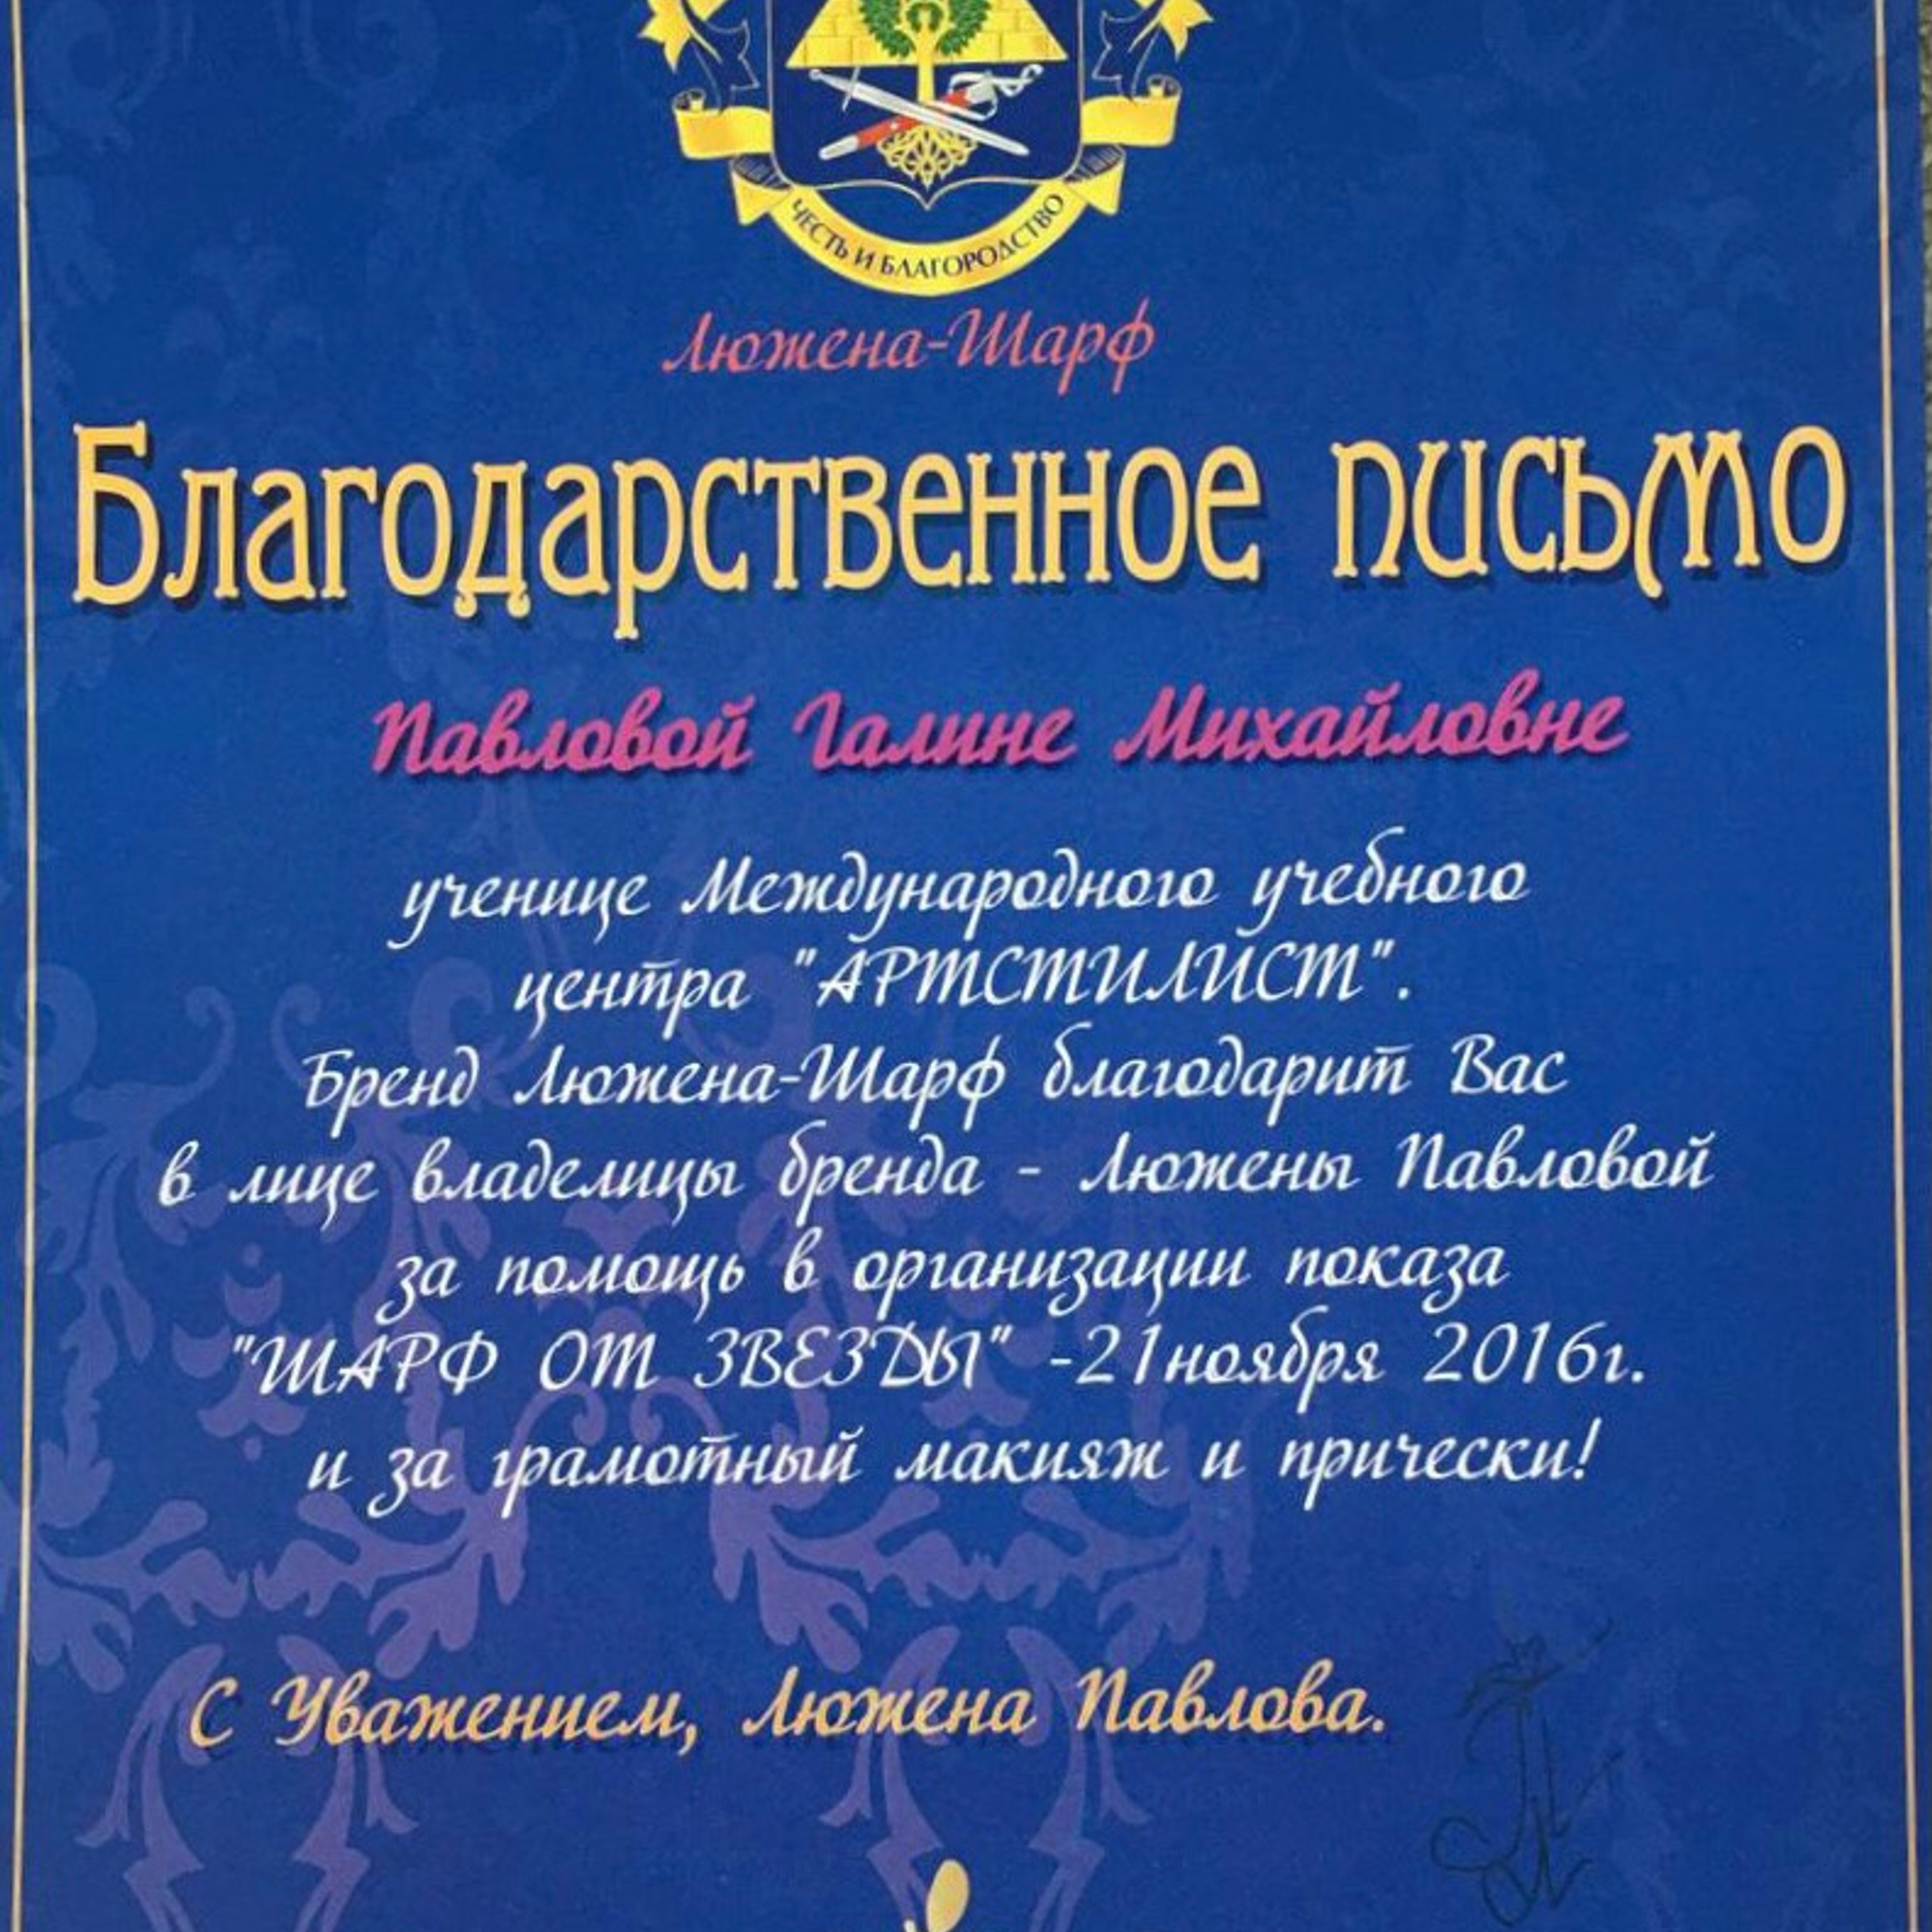 ЧЕСТЬ И БЛАГОРОДСТВО
Люжена-Шарф
Благодарственное письмо
Павловой Галине Михайловне
ученице Международного учебного
центра "АРТСТИЛИСТ".
Бренд Люжена-Шарф благодарит Вас
в лице владелицы бренда - Люжены Павловой
за помощь в организации показа
"ШАРФ ОТ ЗВЕЗДЫ" -21ноября 2016г.
и за грамотный макияж и прически!
С Уважением, Люжена Павлова.